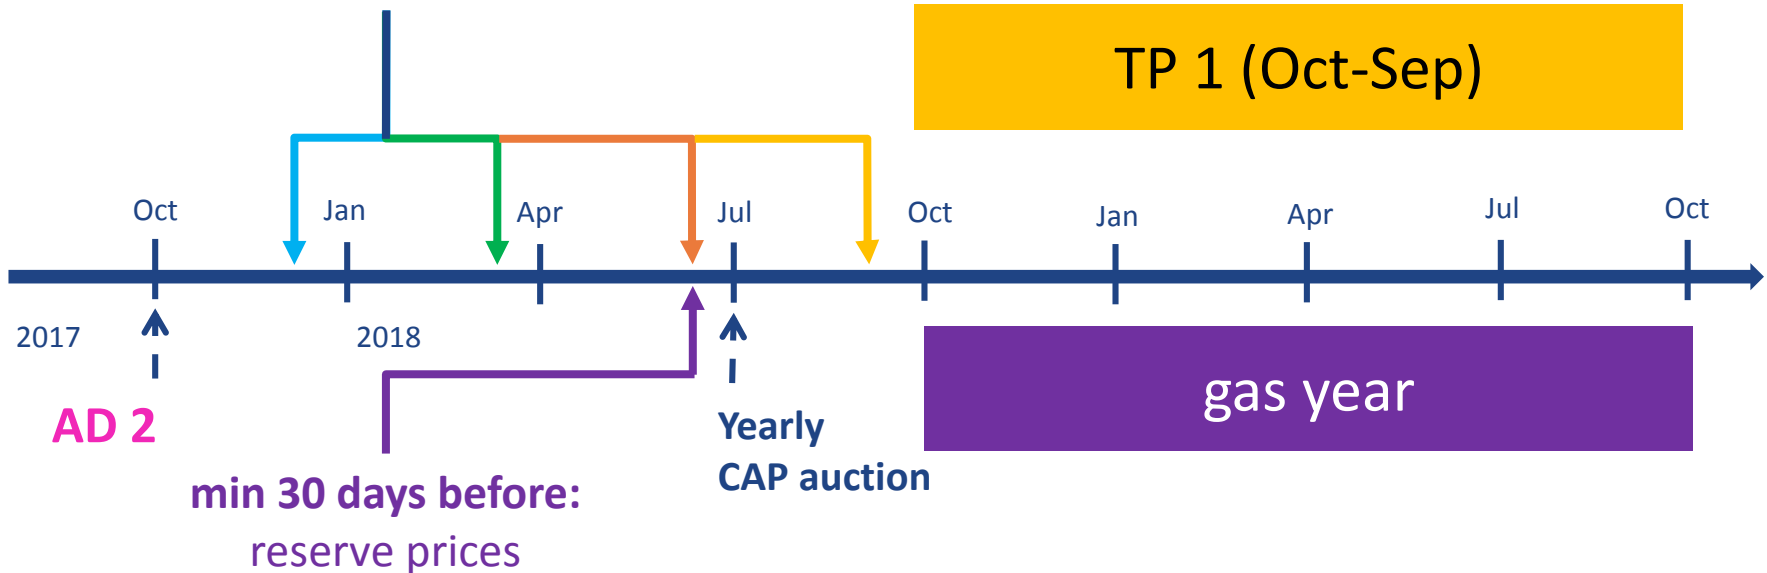 TP 1 (Oct-Sep)
Oct
Jan
Apr
Jul
Oct
Jan
Apr
Jul
Oct
2017
2018
AD 2
Yearly
CAP auction
gas year
min 30 days before:
reserve prices